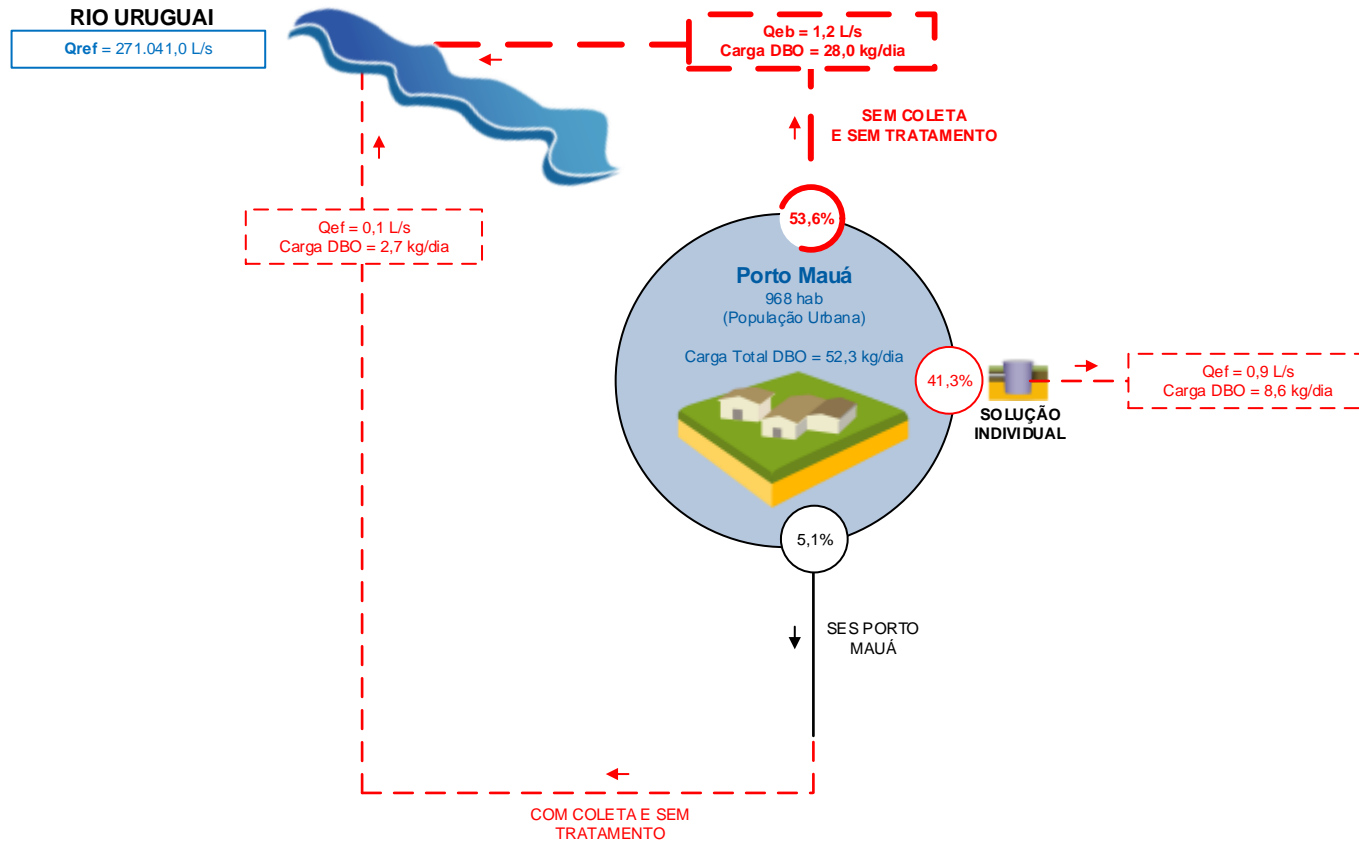 RIO URUGUAI
Qref = 271.041,0 L/s
Qeb = 1,2 L/s
Carga DBO = 28,0 kg/dia
SEM COLETA
E SEM TRATAMENTO
Qef = 0,1 L/s
Carga DBO = 2,7 kg/dia
53,6%
Porto Mauá
968 hab
(População Urbana)
Carga Total DBO = 52,3 kg/dia
41,3%
SOLUÇÃO
INDIVIDUAL
Qef = 0,9 L/s
Carga DBO = 8,6 kg/dia
5,1%
SES PORTO
MAUÁ
COM COLETA E SEM
TRATAMENTO